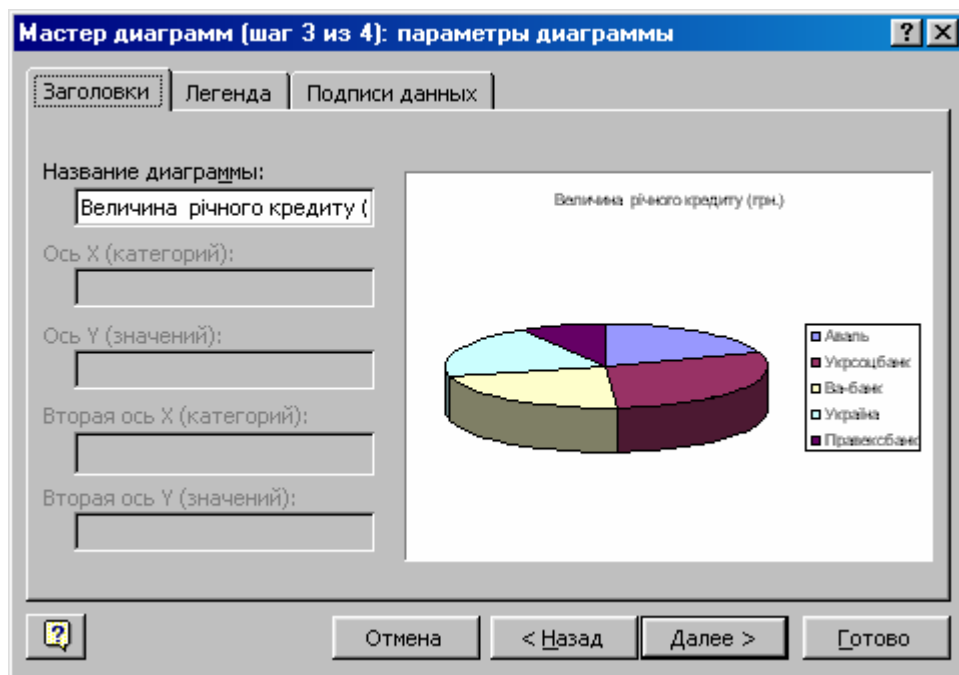 Мастер диаграмм (шаг 3 из 4): параметры диаграммы
Заголовки
Легенда
Подписи данных
Название диаграммы:
Величина річного кредиту (
Ось X (категорий):
Ось Y (значений):
Вторая ось X (категорий):
Вторая ось Y (значений):
Величина річного кредиту (грн.)
Аваль
Укрсоцбанк
Ва-банк
Україна
Правексбанк
Отмена
< Назад
Далее >
Готово